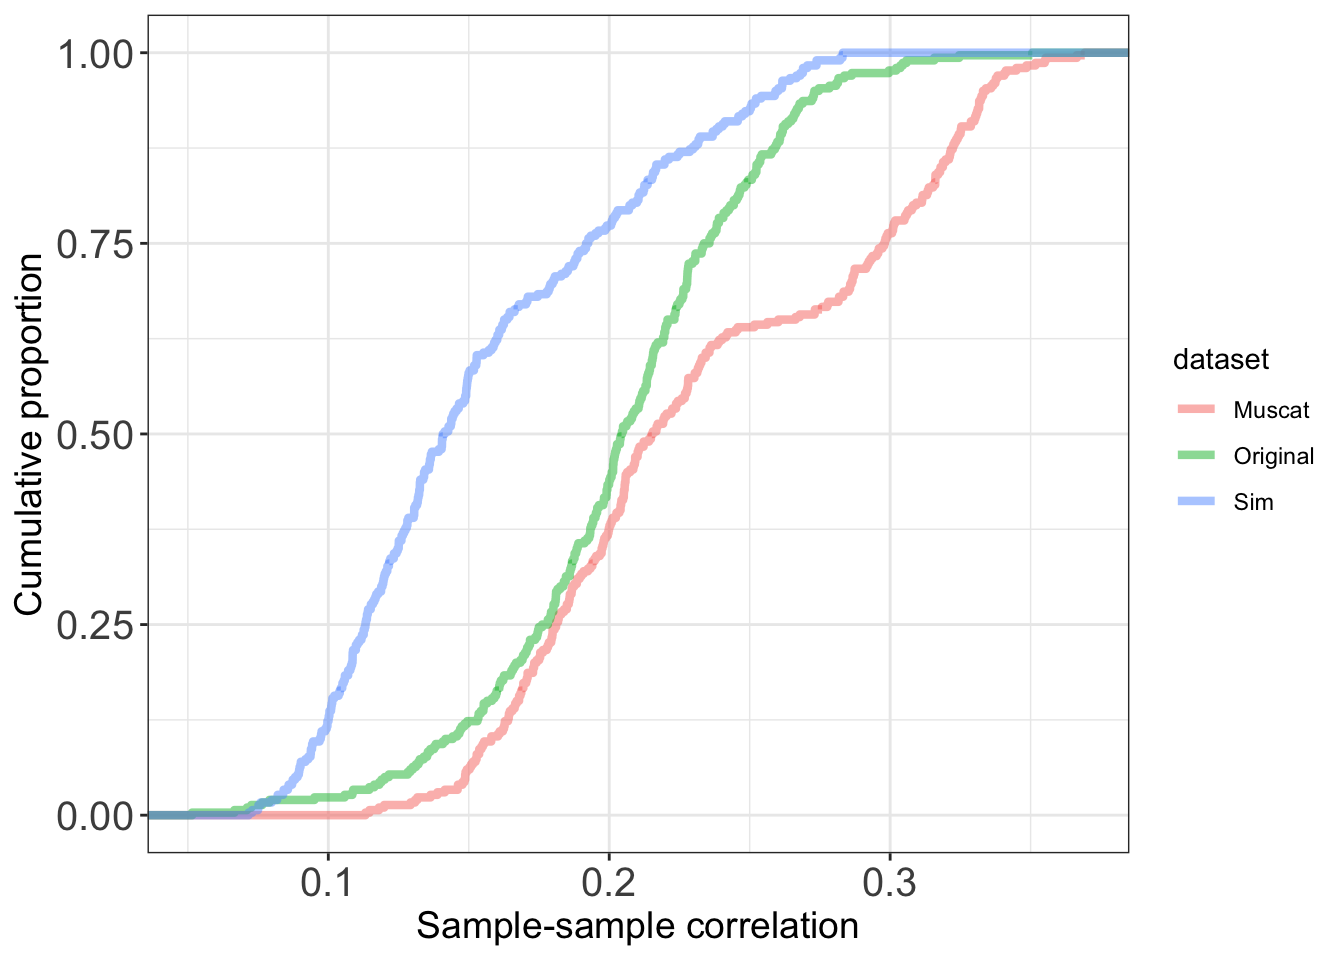 1.00
0.75
0.50
0.25
0.00
Cumulative proportion
0.1 0.2 0.3
Sample-sample correlation
dataset
Muscat
Original
Sim